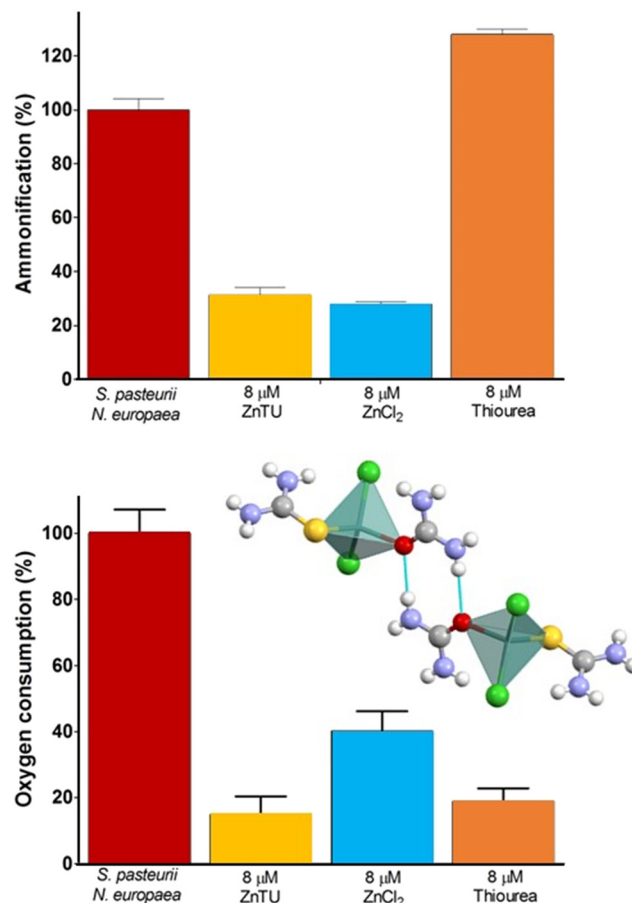 Ammonification (%)
120
100
80
60
40
20
0
S. pasteurii
N. europaea
8 μM
ZnTU
8 μM
ZnCl₂
8 μM
Thiourea
Oxygen consumption (%)
100
80
60
40
20
0
S. pasteurii
N. europaea
8 μM
ZnTU
8 μM
ZnCl₂
8 μM
Thiourea